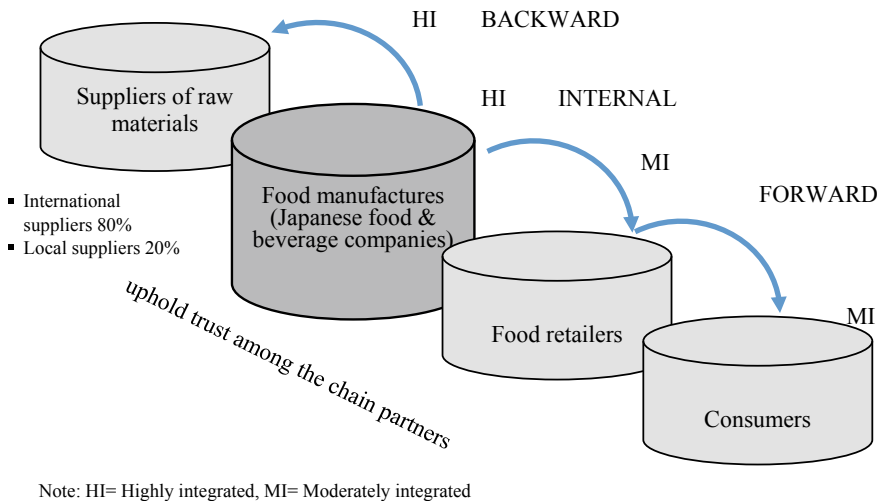 HI BACKWARD
Suppliers of raw
materials
HI INTERNAL
MI
▪ International
suppliers 80%
▪ Local suppliers 20%
Food manufactures
(Japanese food &
beverage companies)
FORWARD
uphold trust among the chain partners
Food retailers
MI
Consumers
Note: HI= Highly integrated, MI= Moderately integrated